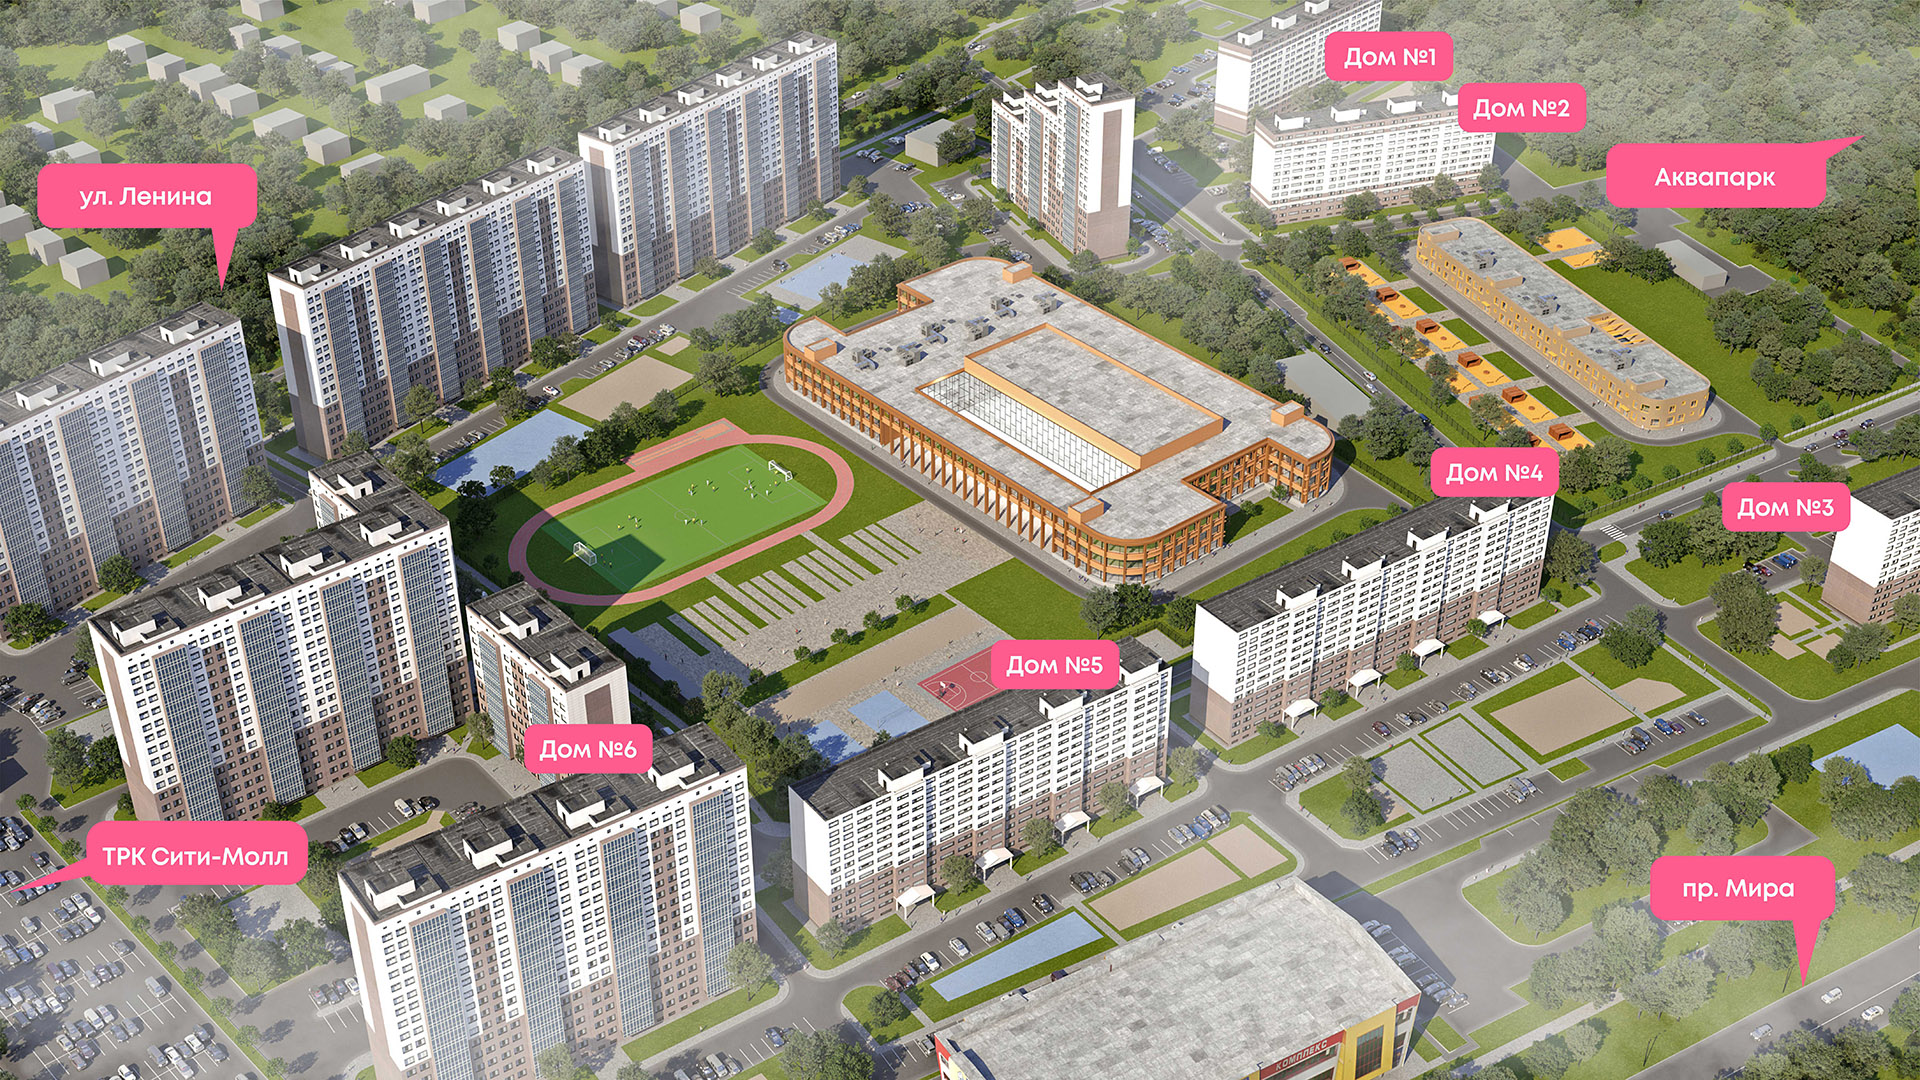 Дом №1
Дом №2
Аквапарк
ул. Ленина
Дом №4
Дом №3
Дом №5
Дом №6
ТРК Сити-Молл
пр. Мира
КОМПЛЕКС